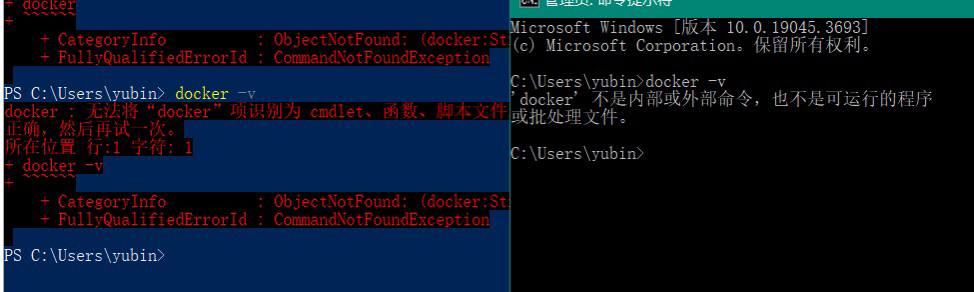 + docker
+ ~~~~~~
+ CategoryInfo : ObjectNotFound: (docker:St
+ FullyQualifiedErrorId : CommandNotFoundException
PS C:\Users\yubin> docker -v
docker : 无法将“docker”项识别为 cmdlet、函数、脚本文件
正确，然后再试一次。
所在位置 行:1 字符: 1
+ docker -v
+ ~~~~~~
+ CategoryInfo : ObjectNotFound: (docker:St
+ FullyQualifiedErrorId : CommandNotFoundException
PS C:\Users\yubin>
管理员: 命令提示符
Microsoft Windows [版本 10.0.19045.3693]
(c) Microsoft Corporation。保留所有权利。
C:\Users\yubin>docker -v
'docker' 不是内部或外部命令，也不是可运行的程序
或批处理文件。
C:\Users\yubin>